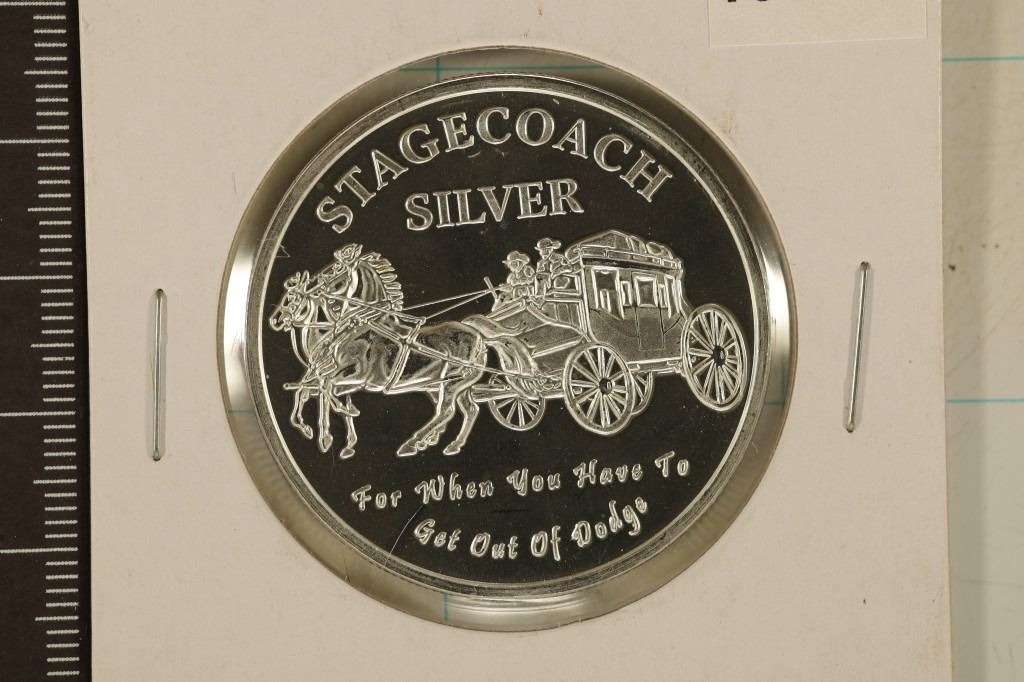 STAGECOACH
SILVER
For When You Have To
Get Out Of Dodge